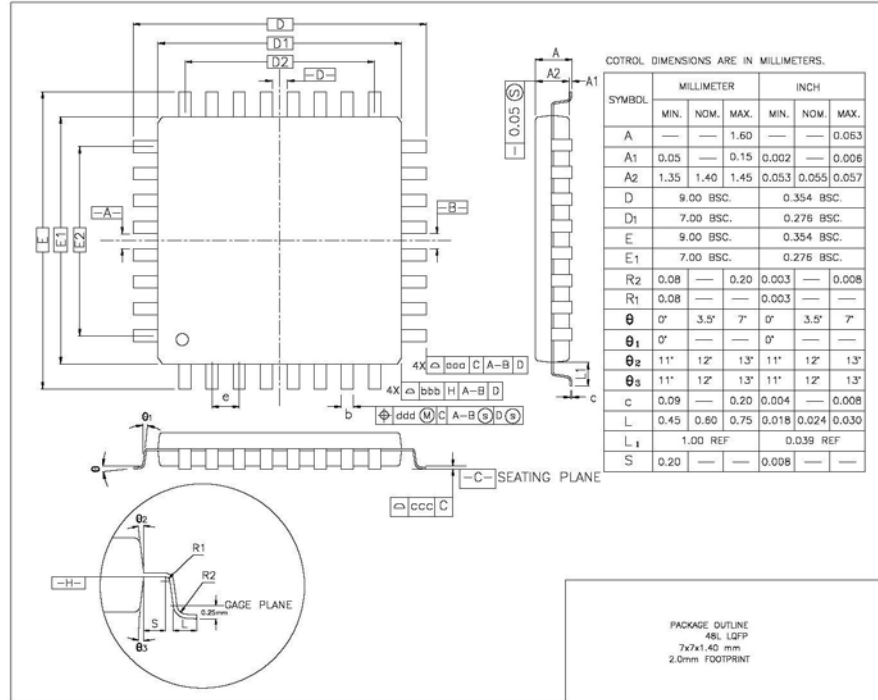 D
D1
D2
-D-
A
A2
A1
0.05 Ⓢ
E
E1
E2
-A-
-B-
4X ⌓ aaa C A-B D
4X ⌓ bbb H A-B D
e
b
⌖ ddd Ⓜ C A-B Ⓢ D Ⓢ
L1
c
θ1
θ
-C- SEATING PLANE
⌓ ccc C
θ2
R1
R2
-H-
GAGE PLANE
0.25mm
S
L
θ3
COTROL DIMENSIONS ARE IN MILLIMETERS.
SYMBOL MILLIMETER INCH
MIN. NOM. MAX. MIN. NOM. MAX.
A — — 1.60 — — 0.063
A1 0.05 — 0.15 0.002 — 0.006
A2 1.35 1.40 1.45 0.053 0.055 0.057
D 9.00 BSC. 0.354 BSC.
D1 7.00 BSC. 0.276 BSC.
E 9.00 BSC. 0.354 BSC.
E1 7.00 BSC. 0.276 BSC.
R2 0.08 — 0.20 0.003 — 0.008
R1 0.08 — — 0.003 — —
θ 0° 3.5° 7° 0° 3.5° 7°
θ1 0° — — 0° — —
θ2 11° 12° 13° 11° 12° 13°
θ3 11° 12° 13° 11° 12° 13°
c 0.09 — 0.20 0.004 — 0.008
L 0.45 0.60 0.75 0.018 0.024 0.030
L1 1.00 REF 0.039 REF
S 0.20 — — 0.008 — —
PACKAGE OUTLINE
48L LQFP
7x7x1.40 mm
2.0mm FOOTPRINT